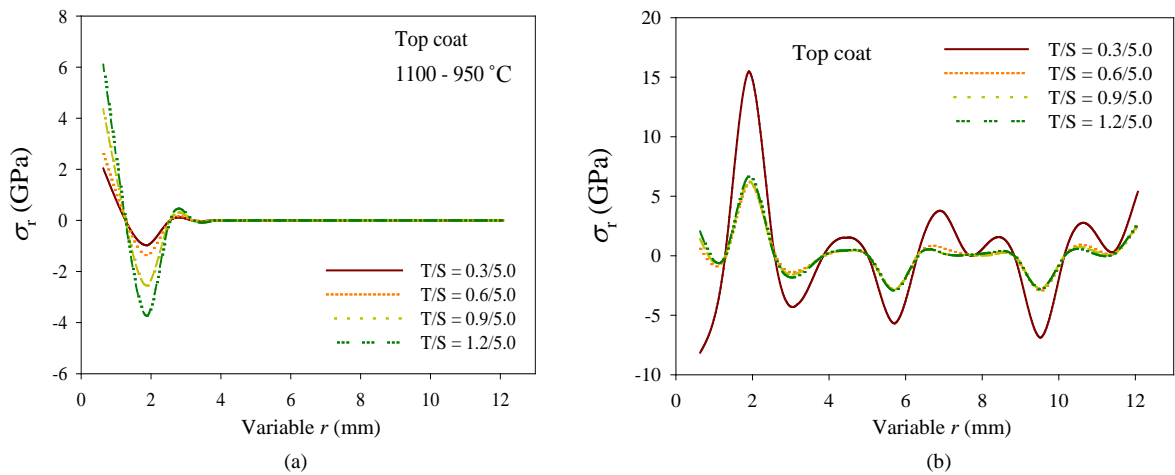 8
6
4
2
0
-2
-4
-6
σr (GPa)
Top coat
1100 - 950 ˚C
T/S = 0.3/5.0
T/S = 0.6/5.0
T/S = 0.9/5.0
T/S = 1.2/5.0
0 2 4 6 8 10 12
Variable r (mm)
(a)
20
15
10
5
0
-5
-10
σr (GPa)
Top coat
T/S = 0.3/5.0
T/S = 0.6/5.0
T/S = 0.9/5.0
T/S = 1.2/5.0
0 2 4 6 8 10 12
Variable r (mm)
(b)